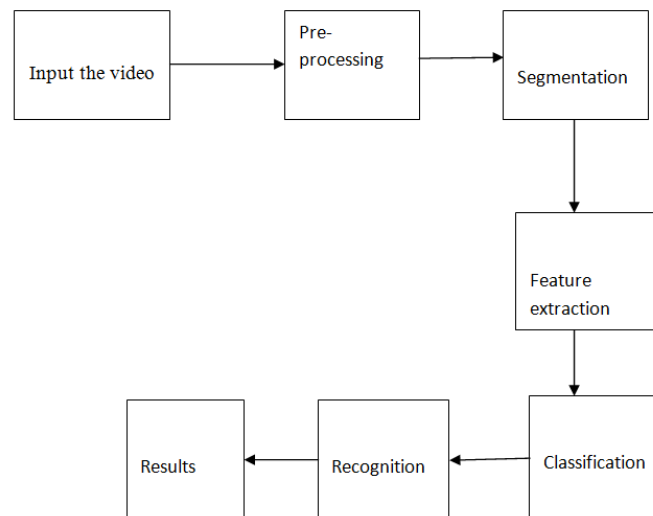 Input the video
Pre-
processing
Segmentation
Feature
extraction
Classification
Recognition
Results